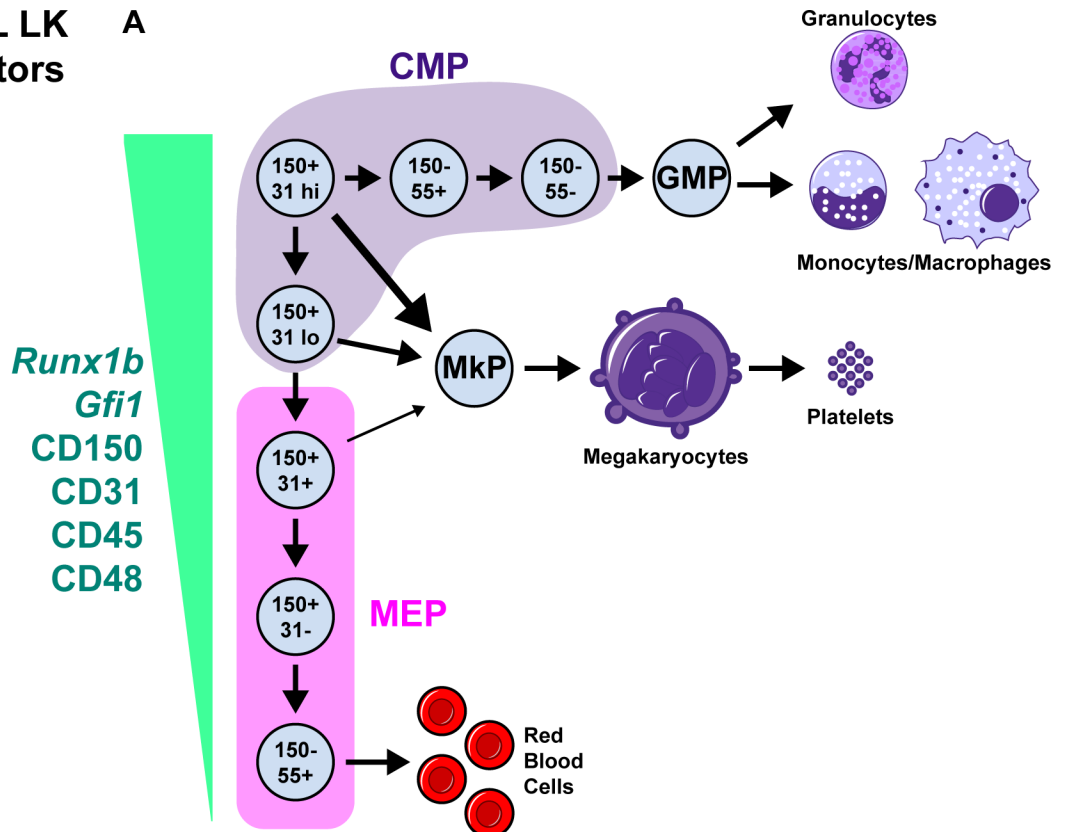 LK
A
CMP
Granulocytes
150+
31 hi
150-
55+
150-
55-
GMP
Monocytes/Macrophages
150+
31 lo
MkP
Megakaryocytes
Platelets
Runx1b
Gfi1
CD150
CD31
CD45
CD48
150+
31+
150+
31-
MEP
150-
55+
Red
Blood
Cells